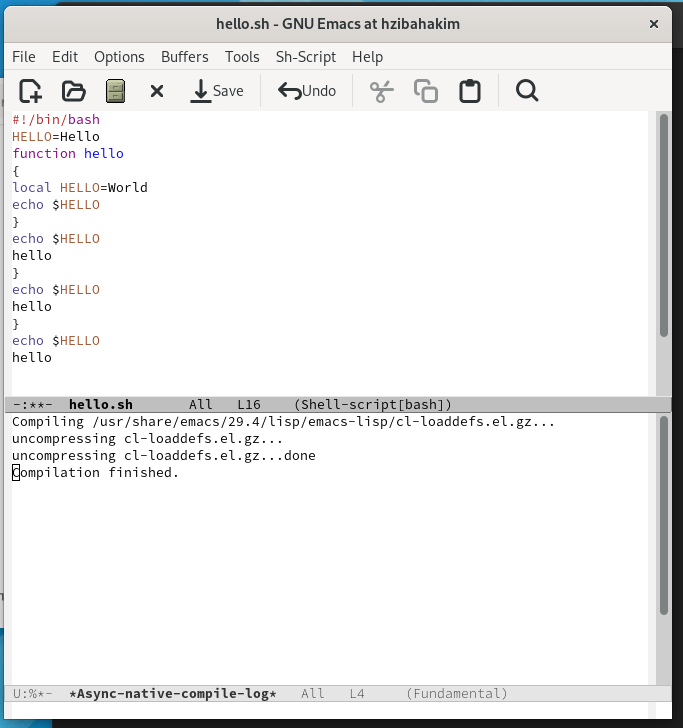 hello.sh - GNU Emacs at hzibahakim
File Edit Options Buffers Tools Sh-Script Help
Save Undo
#!/bin/bash
HELLO=Hello
function hello
{
local HELLO=World
echo $HELLO
}
echo $HELLO
hello
}
echo $HELLO
hello
}
echo $HELLO
hello
-:**- hello.sh All L16 (Shell-script[bash])
Compiling /usr/share/emacs/29.4/lisp/emacs-lisp/cl-loaddefs.el.gz...
uncompressing cl-loaddefs.el.gz...
uncompressing cl-loaddefs.el.gz...done
Compilation finished.
U:%*- *Async-native-compile-log* All L4 (Fundamental)